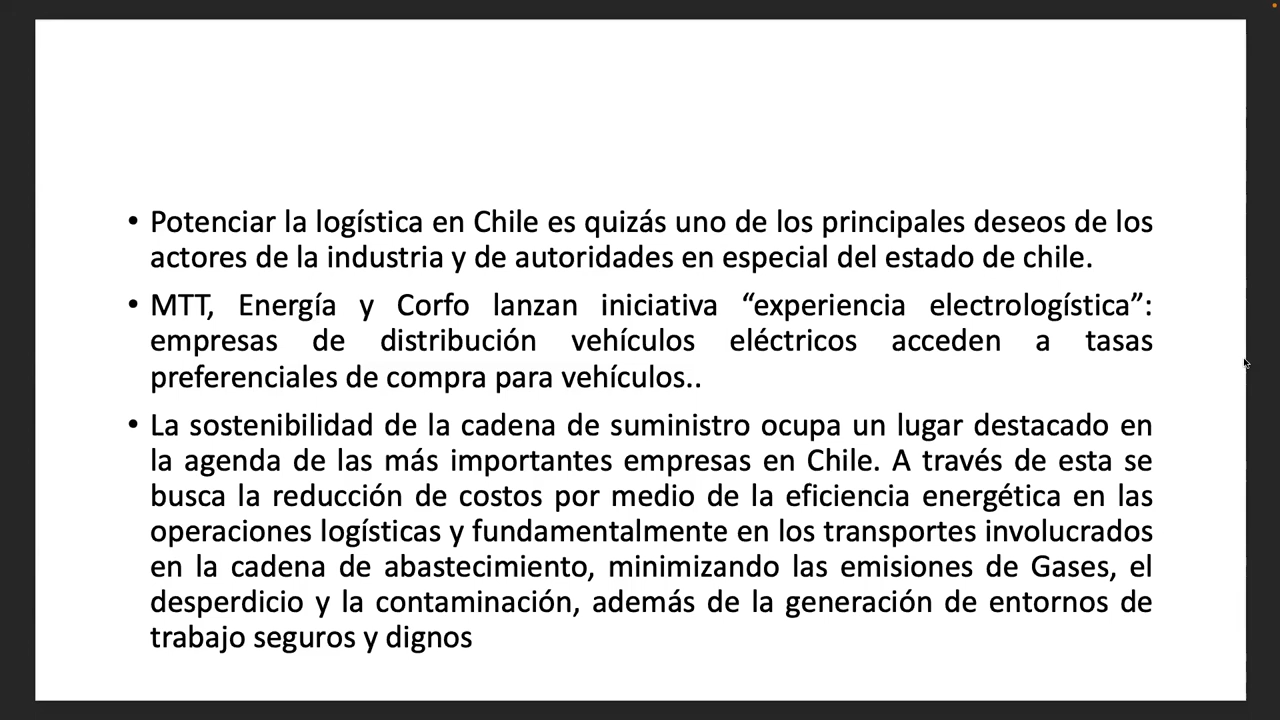 • Potenciar la logística en Chile es quizás uno de los principales deseos de los
actores de la industria y de autoridades en especial del estado de chile.
• MTT, Energía y Corfo lanzan iniciativa “experiencia electrologística”:
empresas de distribución vehículos eléctricos acceden a tasas
preferenciales de compra para vehículos..
• La sostenibilidad de la cadena de suministro ocupa un lugar destacado en
la agenda de las más importantes empresas en Chile. A través de esta se
busca la reducción de costos por medio de la eficiencia energética en las
operaciones logísticas y fundamentalmente en los transportes involucrados
en la cadena de abastecimiento, minimizando las emisiones de Gases, el
desperdicio y la contaminación, además de la generación de entornos de
trabajo seguros y dignos